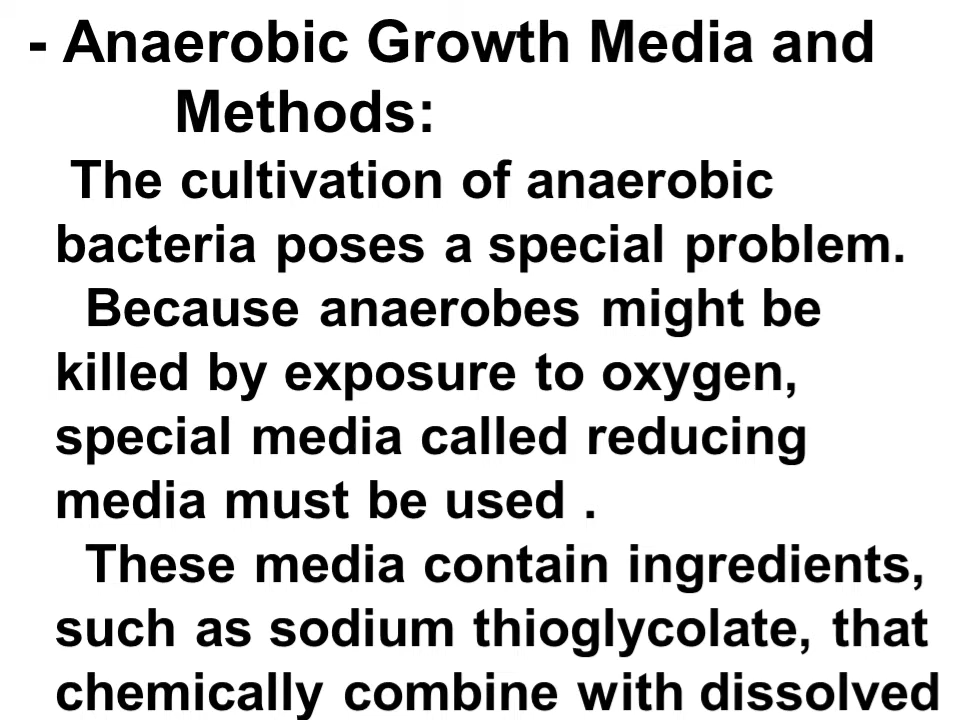 - Anaerobic Growth Media and
Methods:
The cultivation of anaerobic
bacteria poses a special problem.
Because anaerobes might be
killed by exposure to oxygen,
special media called reducing
media must be used .
These media contain ingredients,
such as sodium thioglycolate, that
chemically combine with dissolved